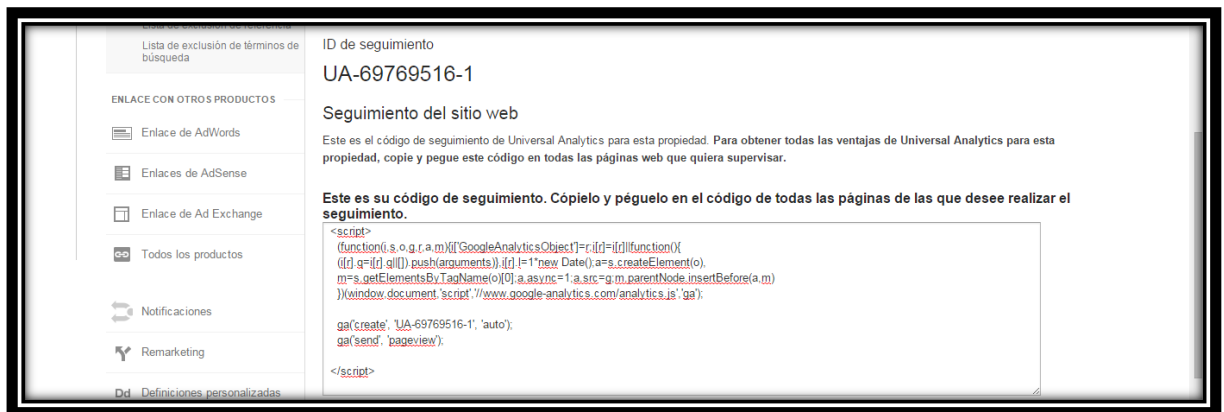 Lista de exclusión de referencia
Lista de exclusión de términos de
búsqueda
ENLACE CON OTROS PRODUCTOS
Enlace de AdWords
Enlaces de AdSense
Enlace de Ad Exchange
Todos los productos
Notificaciones
Remarketing
Dd Definiciones personalizadas
ID de seguimiento
UA-69769516-1
Seguimiento del sitio web
Este es el código de seguimiento de Universal Analytics para esta propiedad. Para obtener todas las ventajas de Universal Analytics para esta
propiedad, copie y pegue este código en todas las páginas web que quiera supervisar.
Este es su código de seguimiento. Cópielo y péguelo en el código de todas las páginas de las que desee realizar el
seguimiento.
<script>
(function(i,s,o,g,r,a,m){i['GoogleAnalyticsObject']=r;i[r]=i[r]||function(){
(i[r].q=i[r].q||[]).push(arguments)},i[r].l=1*new Date();a=s.createElement(o),
m=s.getElementsByTagName(o)[0];a.async=1;a.src=g;m.parentNode.insertBefore(a,m)
})(window,document,'script','//www.google-analytics.com/analytics.js','ga');
ga('create', 'UA-69769516-1', 'auto');
ga('send', 'pageview');
</script>